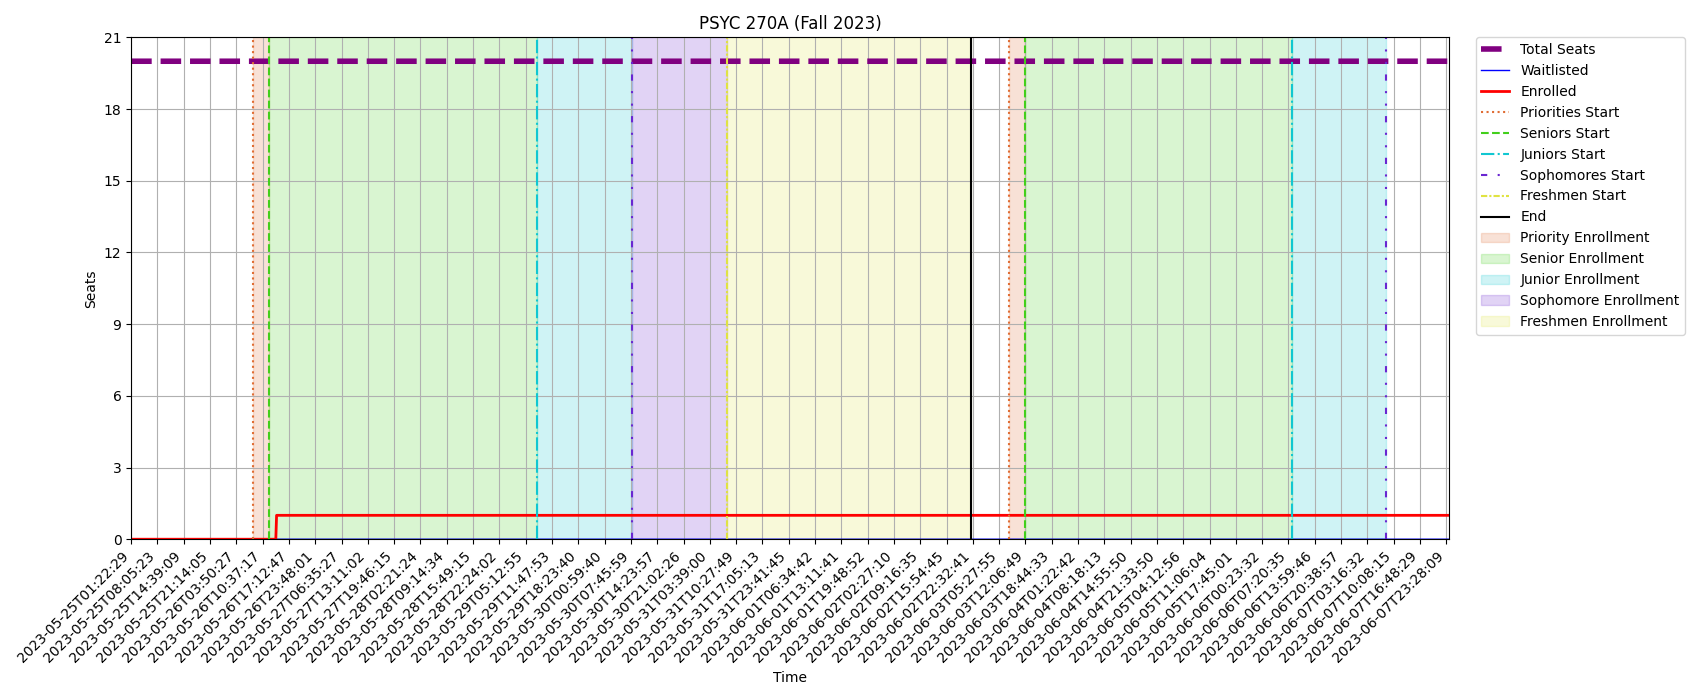 PSYC 270A (Fall 2023)
21
18
15
12
9
6
3
0
Seats
2023-05-25T01:22:29
2023-05-25T08:05:23
2023-05-25T14:39:09
2023-05-25T21:14:05
2023-05-26T03:50:27
2023-05-26T10:37:17
2023-05-26T17:12:47
2023-05-26T23:48:01
2023-05-27T06:35:27
2023-05-27T13:11:02
2023-05-27T19:46:15
2023-05-28T02:21:24
2023-05-28T09:14:34
2023-05-28T15:49:15
2023-05-28T22:24:02
2023-05-29T05:12:55
2023-05-29T11:47:53
2023-05-29T18:23:40
2023-05-30T00:59:40
2023-05-30T07:45:59
2023-05-30T14:23:57
2023-05-30T21:02:26
2023-05-31T03:39:00
2023-05-31T10:27:49
2023-05-31T17:05:13
2023-05-31T23:41:45
2023-06-01T06:34:42
2023-06-01T13:11:41
2023-06-01T19:48:52
2023-06-02T02:27:10
2023-06-02T09:16:35
2023-06-02T15:54:45
2023-06-02T22:32:41
2023-06-03T05:27:55
2023-06-03T12:06:49
2023-06-03T18:44:33
2023-06-04T01:22:42
2023-06-04T08:18:13
2023-06-04T14:55:50
2023-06-04T21:33:50
2023-06-05T04:12:56
2023-06-05T11:06:04
2023-06-05T17:45:01
2023-06-06T00:23:32
2023-06-06T07:20:35
2023-06-06T13:59:46
2023-06-06T20:38:57
2023-06-07T03:16:32
2023-06-07T10:08:15
2023-06-07T16:48:29
2023-06-07T23:28:09
Time
Total Seats
Waitlisted
Enrolled
Priorities Start
Seniors Start
Juniors Start
Sophomores Start
Freshmen Start
End
Priority Enrollment
Senior Enrollment
Junior Enrollment
Sophomore Enrollment
Freshmen Enrollment